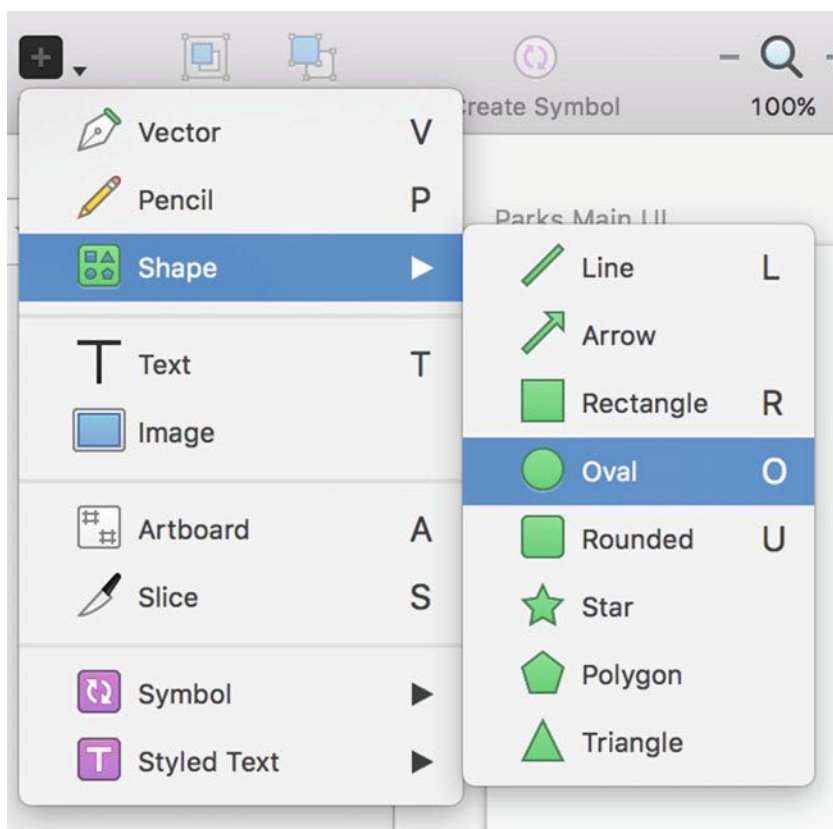 Create Symbol
100%
Parks Main UI
Vector V
Pencil P
Shape
Text T
Image
Artboard A
Slice S
Symbol
Styled Text
Line L
Arrow
Rectangle R
Oval O
Rounded U
Star
Polygon
Triangle